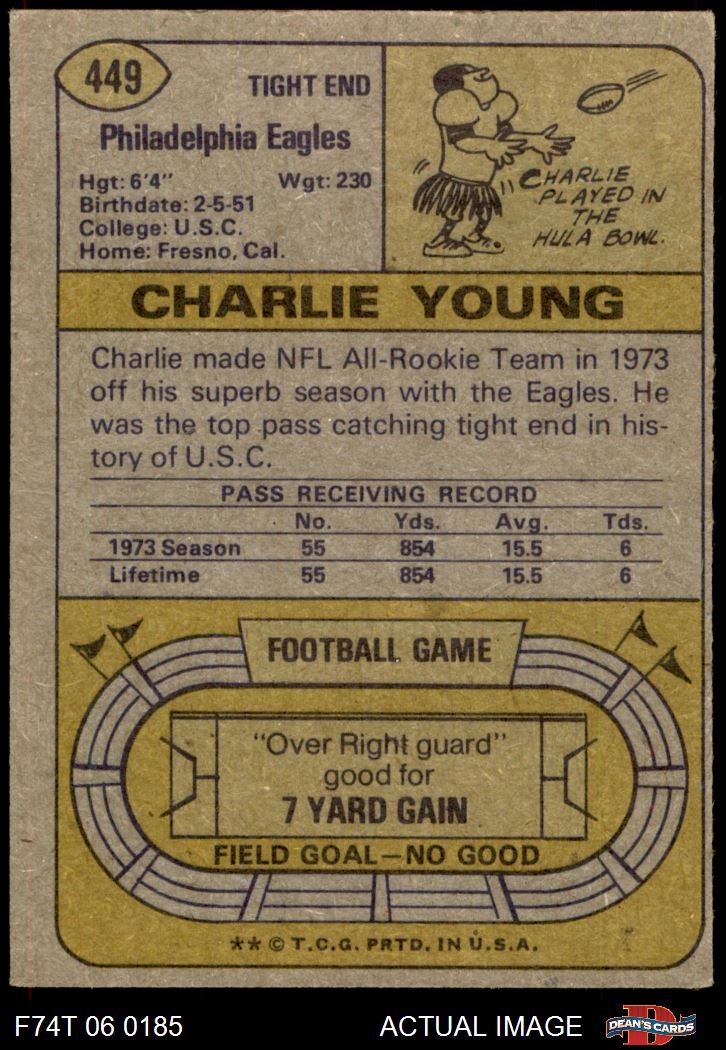 449
TIGHT END
Philadelphia Eagles
Hgt: 6'4" Wgt: 230
Birthdate: 2-5-51
College: U.S.C.
Home: Fresno, Cal.
CHARLIE
PLAYED IN
THE
HULA BOWL.
CHARLIE YOUNG
Charlie made NFL All-Rookie Team in 1973
off his superb season with the Eagles. He
was the top pass catching tight end in his-
tory of U.S.C.
PASS RECEIVING RECORD
No. Yds. Avg. Tds.
1973 Season 55 854 15.5 6
Lifetime 55 854 15.5 6
FOOTBALL GAME
"Over Right guard"
good for
7 YARD GAIN
FIELD GOAL—NO GOOD
** © T.C.G. PRTD. IN U.S.A.
F74T 06 0185 ACTUAL IMAGE
D
DEAN'S CARDS